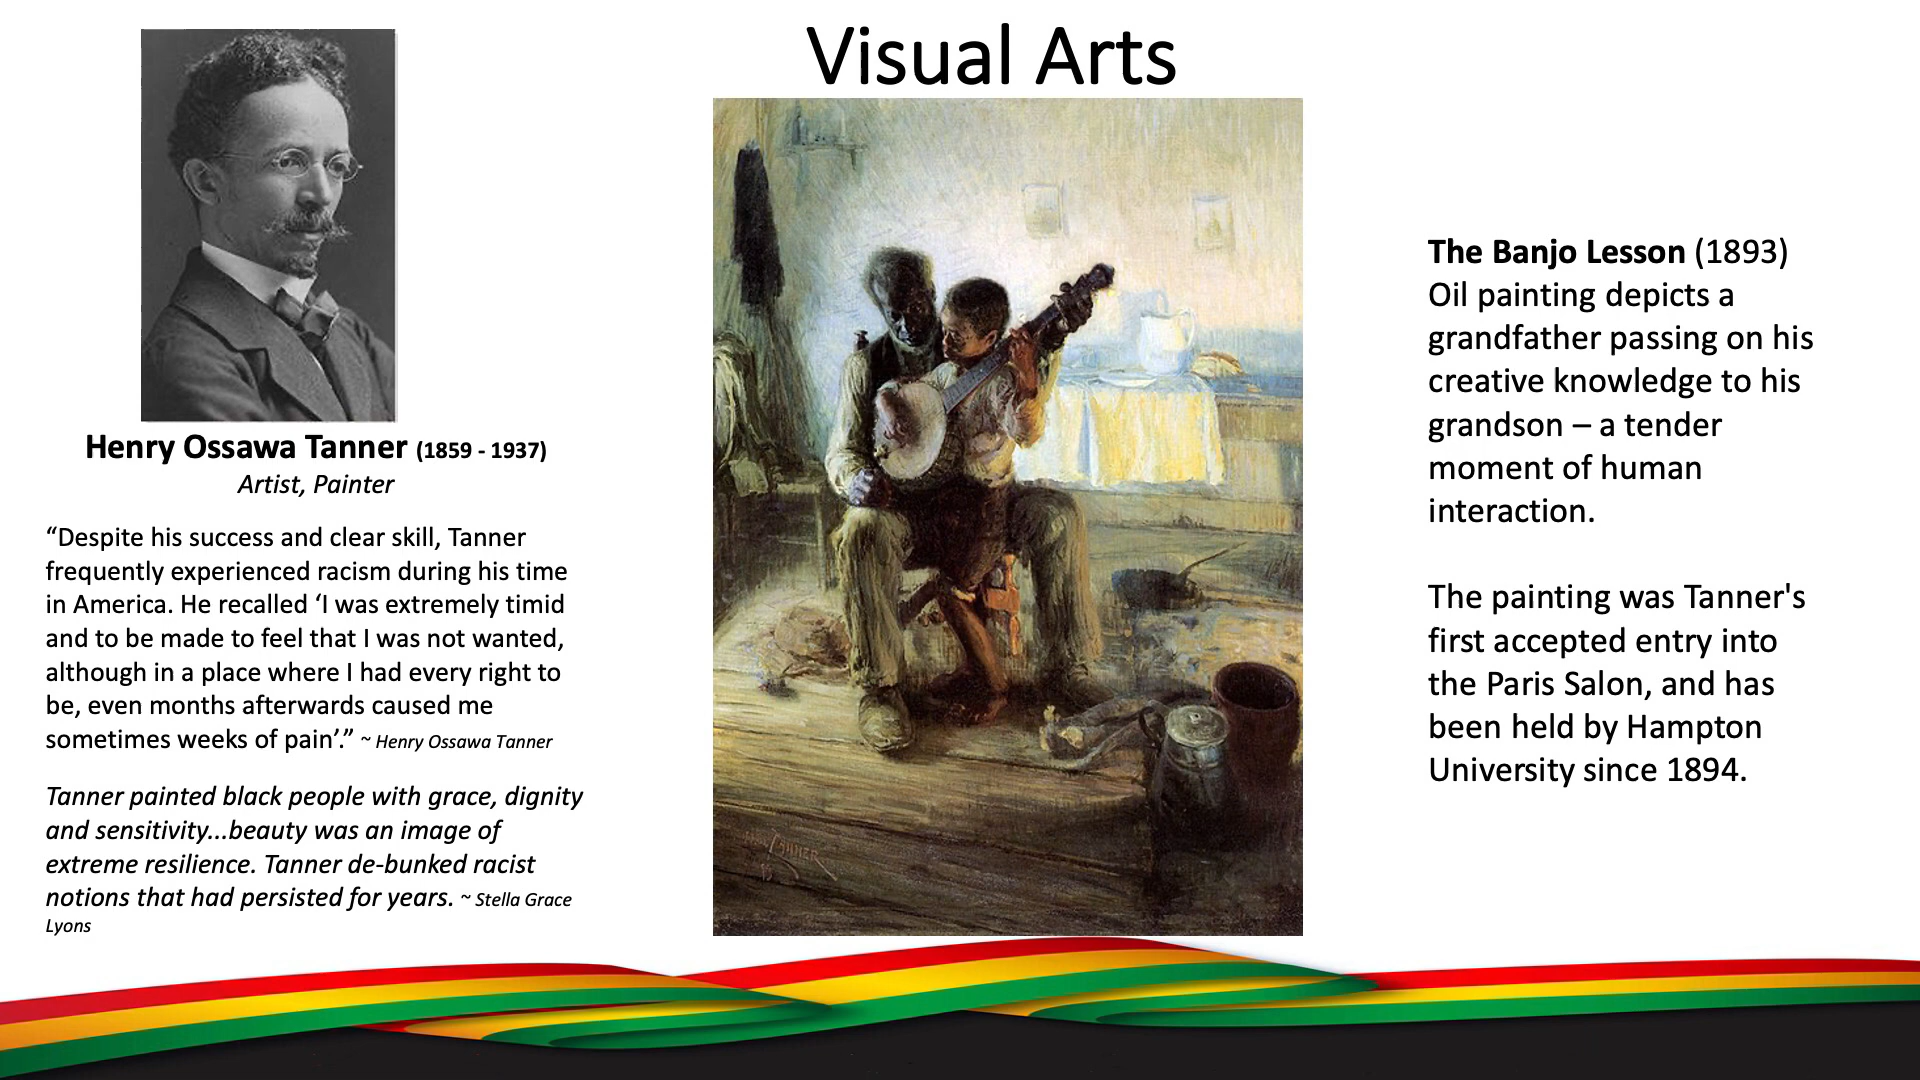 Visual Arts
Henry Ossawa Tanner (1859 - 1937)
Artist, Painter
“Despite his success and clear skill, Tanner
frequently experienced racism during his time
in America. He recalled ‘I was extremely timid
and to be made to feel that I was not wanted,
although in a place where I had every right to
be, even months afterwards caused me
sometimes weeks of pain’.” ~ Henry Ossawa Tanner
Tanner painted black people with grace, dignity
and sensitivity...beauty was an image of
extreme resilience. Tanner de-bunked racist
notions that had persisted for years. ~ Stella Grace
Lyons
TANNER
The Banjo Lesson (1893)
Oil painting depicts a
grandfather passing on his
creative knowledge to his
grandson – a tender
moment of human
interaction.
The painting was Tanner's
first accepted entry into
the Paris Salon, and has
been held by Hampton
University since 1894.